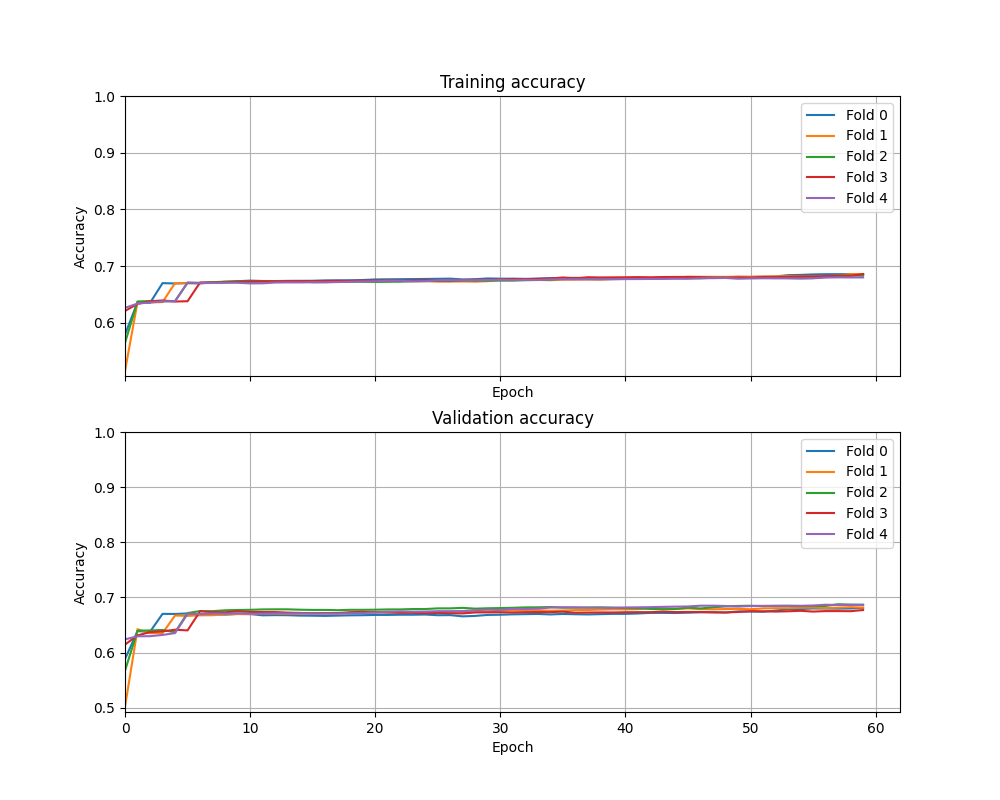 Training accuracy
1.0
0.9
0.8
0.7
0.6
Accuracy
Epoch
Fold 0
Fold 1
Fold 2
Fold 3
Fold 4
Validation accuracy
1.0
0.9
0.8
0.7
0.6
0.5
Accuracy
0 10 20 30 40 50 60
Epoch
Fold 0
Fold 1
Fold 2
Fold 3
Fold 4